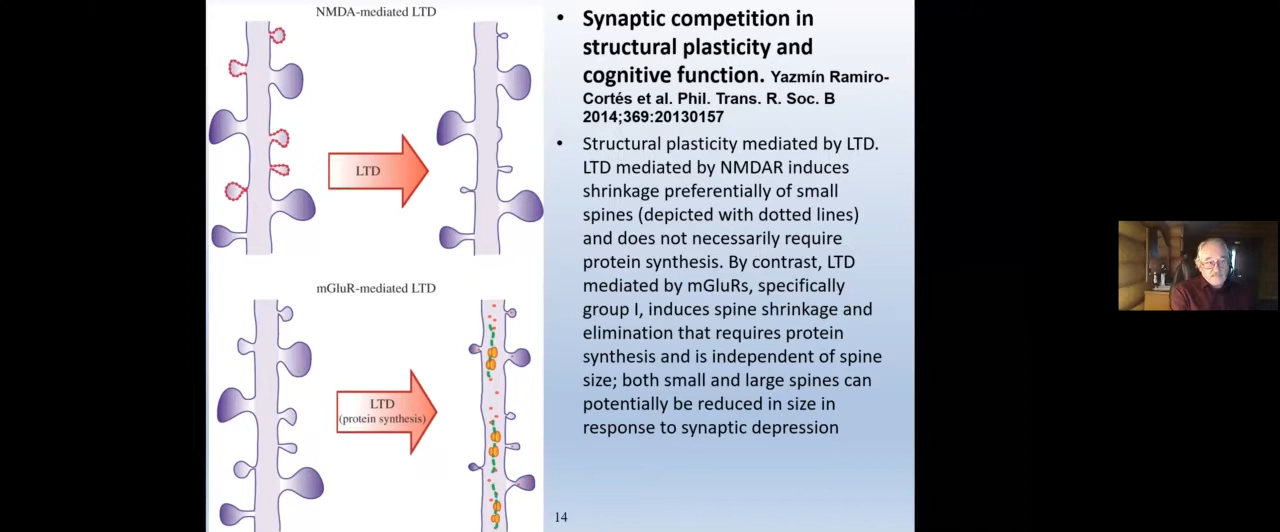 NMDA-mediated LTD
LTD
mGluR-mediated LTD
LTD
(protein synthesis)
• Synaptic competition in
structural plasticity and
cognitive function. Yazmín Ramiro-
Cortés et al. Phil. Trans. R. Soc. B
2014;369:20130157
• Structural plasticity mediated by LTD.
LTD mediated by NMDAR induces
shrinkage preferentially of small
spines (depicted with dotted lines)
and does not necessarily require
protein synthesis. By contrast, LTD
mediated by mGluRs, specifically
group I, induces spine shrinkage and
elimination that requires protein
synthesis and is independent of spine
size; both small and large spines can
potentially be reduced in size in
response to synaptic depression
14